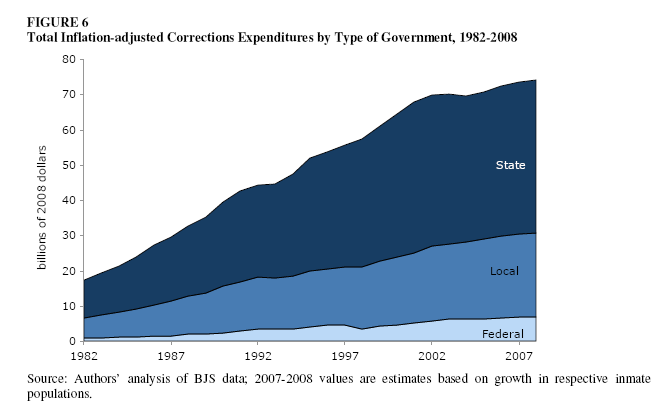 FIGURE 6
Total Inflation-adjusted Corrections Expenditures by Type of Government, 1982-2008
80
70
60
50
40
30
20
10
0
billions of 2008 dollars
State
Local
Federal
1982
1987
1992
1997
2002
2007
Source: Authors’ analysis of BJS data; 2007-2008 values are estimates based on growth in respective inmate
populations.